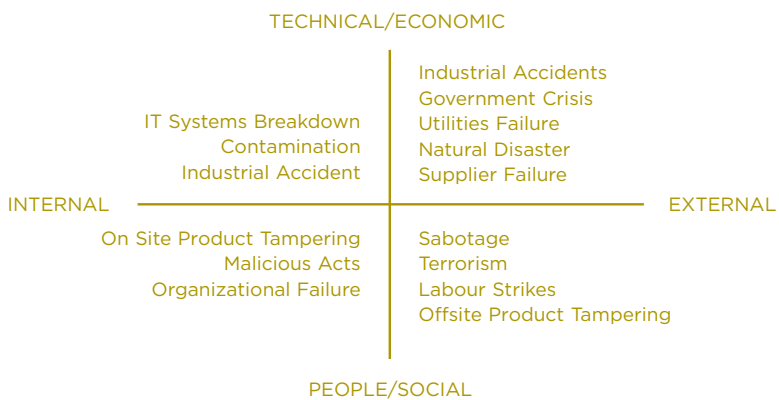 TECHNICAL/ECONOMIC
IT Systems Breakdown
Contamination
Industrial Accident
Industrial Accidents
Government Crisis
Utilities Failure
Natural Disaster
Supplier Failure
INTERNAL
EXTERNAL
On Site Product Tampering
Malicious Acts
Organizational Failure
Sabotage
Terrorism
Labour Strikes
Offsite Product Tampering
PEOPLE/SOCIAL